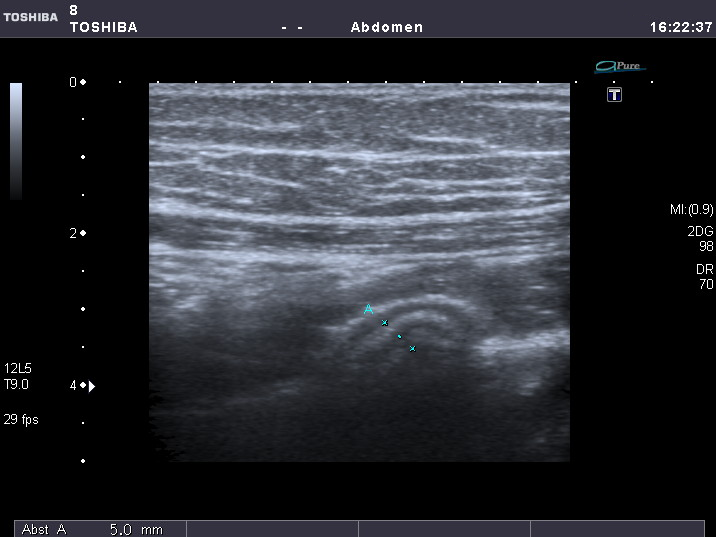 TOSHIBA
8
TOSHIBA - - Abdomen 16:22:37
APure
T
0
2
4
A
MI:(0.9)
2DG
98
DR
70
12L5
T9.0
29 fps
Abst A 5.0 mm